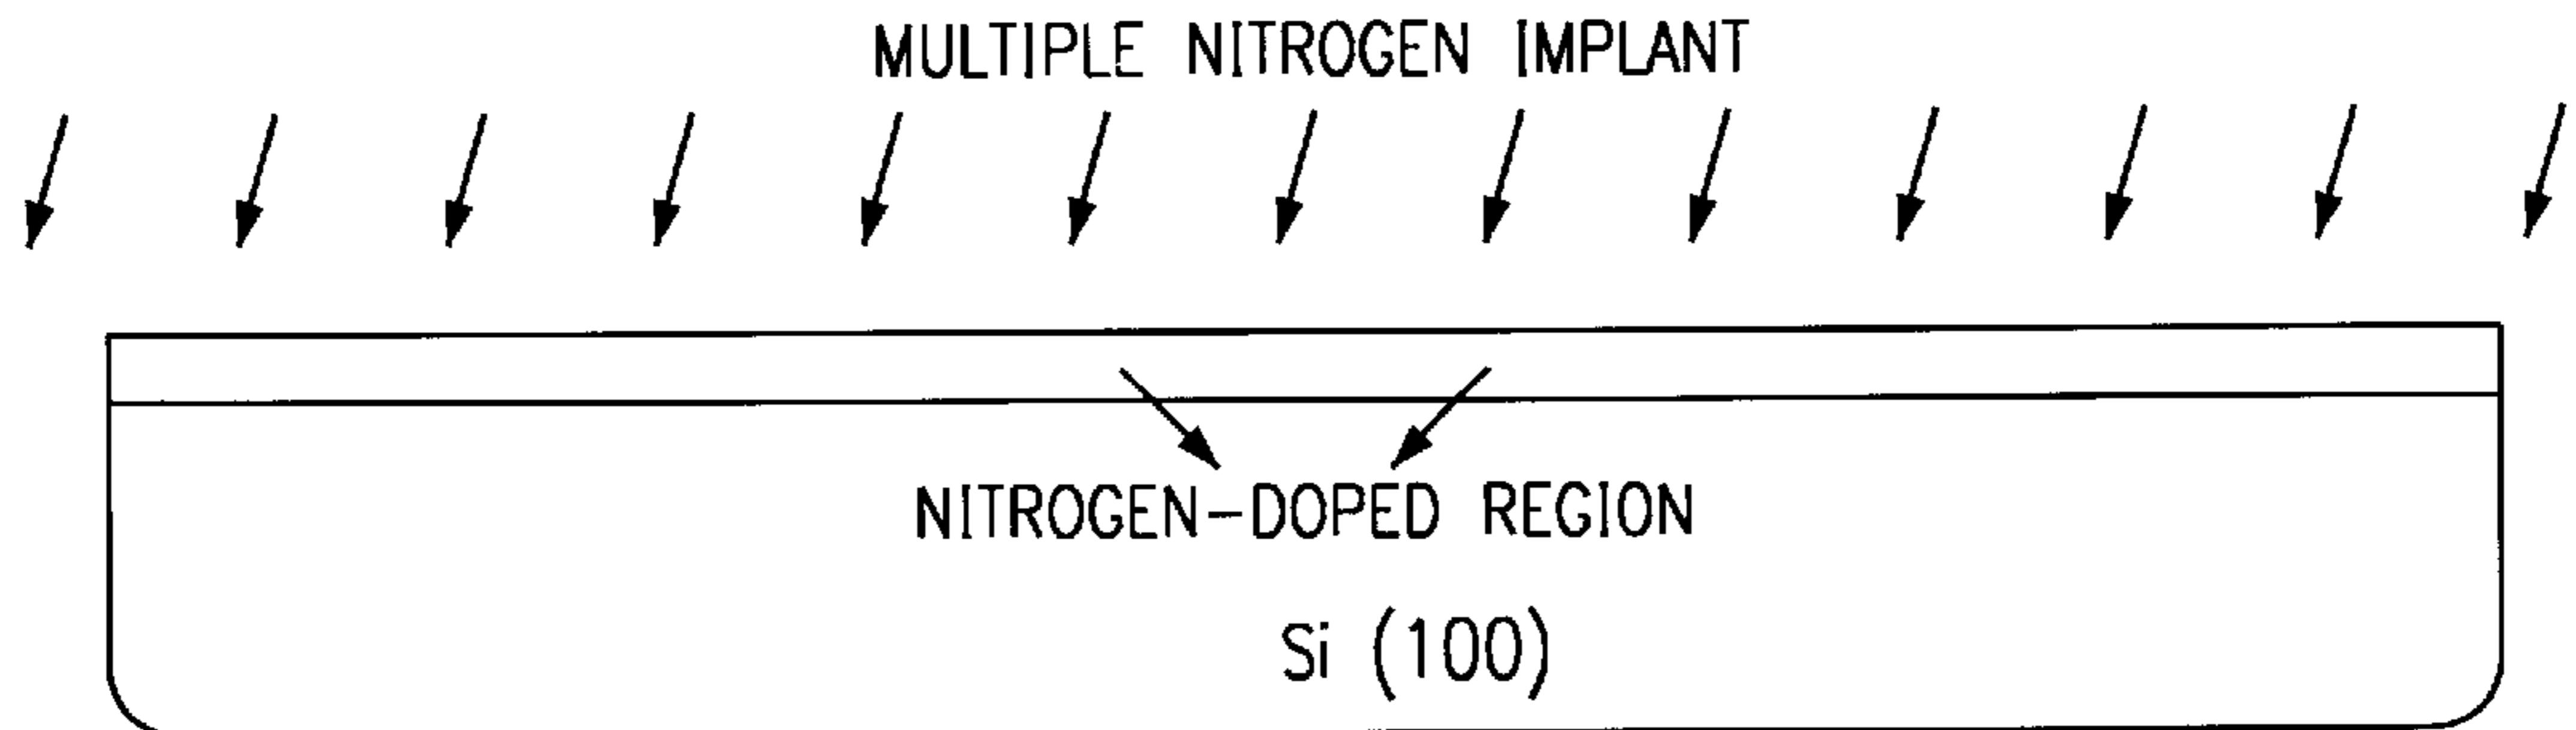 MULTIPLE NITROGEN IMPLANT
NITROGEN-DOPED REGION
Si (100)